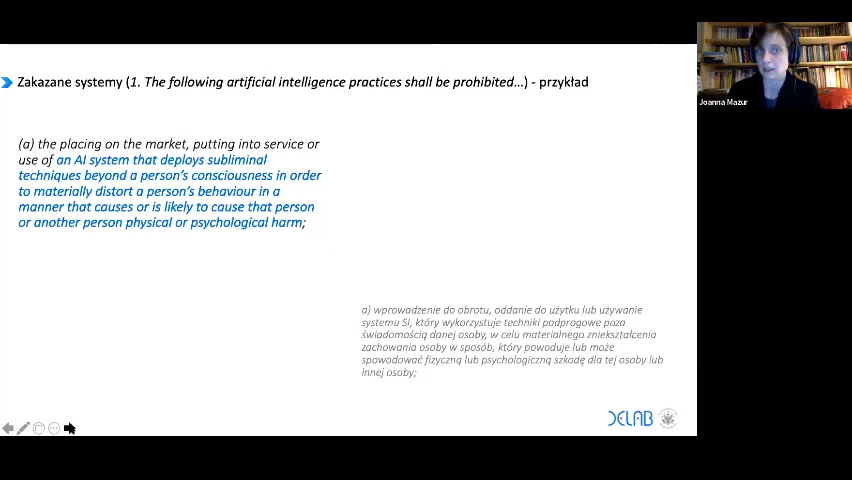 Zakazane systemy (1. The following artificial intelligence practices shall be prohibited…) - przykład
Joanna Mazur
(a) the placing on the market, putting into service or
use of an AI system that deploys subliminal
techniques beyond a person's consciousness in order
to materially distort a person's behaviour in a
manner that causes or is likely to cause that person
or another person physical or psychological harm;
a) wprowadzenie do obrotu, oddanie do użytku lub używanie
systemu SI, który wykorzystuje techniki podprogowe poza
świadomością danej osoby, w celu materialnego zniekształcenia
zachowania osoby w sposób, który powoduje lub może
spowodować fizyczną lub psychologiczną szkodę dla tej osoby lub
innej osoby;
DELAB